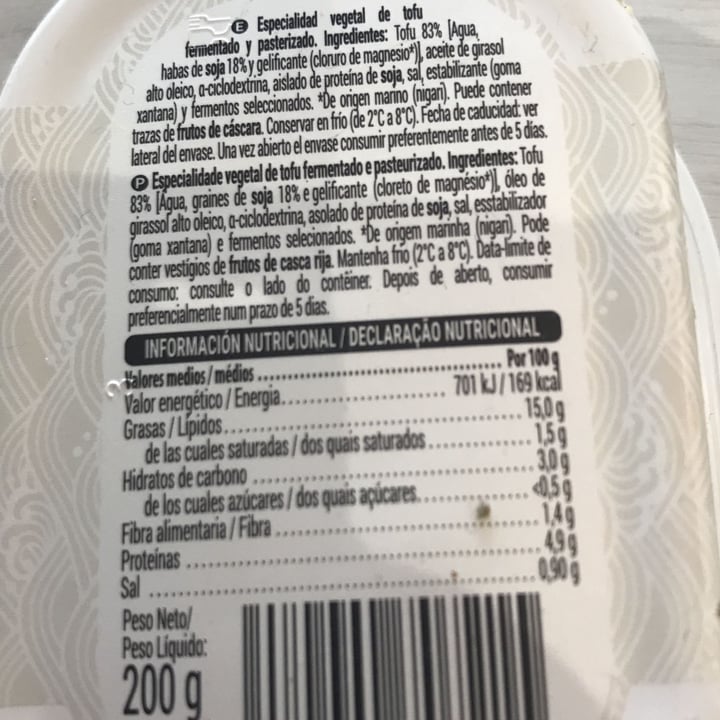 E Especialidad vegetal de tofu
fermentado y pasterizado. Ingredientes: Tofu 83% [Agua,
habas de soja 18% y gelificante (cloruro de magnesio*)], aceite de girasol
alto oleico, α-ciclodextrina, aislado de proteína de soja, sal, estabilizante (goma
xantana) y fermentos seleccionados. *De origen marino (nigari). Puede contener
trazas de frutos de cáscara. Conservar en frío (de 2°C a 8°C). Fecha de caducidad: ver
lateral del envase. Una vez abierto el envase consumir preferentemente antes de 5 días.
P Especialidade vegetal de tofu fermentado e pasteurizado. Ingredientes: Tofu
83% [Água, graines de soja 18% e gelificante (cloreto de magnésio*)], óleo de
girassol alto oleico, α-ciclodextrina, asolado de proteína de soja, sal, esstabilizador
(goma xantana) e fermentos selecionados. *De origem marinha (nigari). Pode
conter vestígios de frutos de casca rija. Mantenha frio (2°C a 8°C). Data-limite de
consumo: consulte o lado do contêiner. Depois de aberto, consumir
preferencialmente num prazo de 5 dias.
INFORMACIÓN NUTRICIONAL / DECLARAÇÃO NUTRICIONAL
Valores medios / médios ........ Por 100 g
Valor energético / Energia ........ 701 kJ / 169 kcal
Grasas / Lípidos ........ 15,0 g
de las cuales saturadas / dos quais saturados ........ 1,5 g
Hidratos de carbono ........ 3,0 g
de los cuales azúcares / dos quais açúcares ........ <0,5 g
Fibra alimentaria / Fibra ........ 1,4 g
Proteínas ........ 4,9 g
Sal ........ 0,90 g
Peso Neto/
Peso Líquido:
200 g